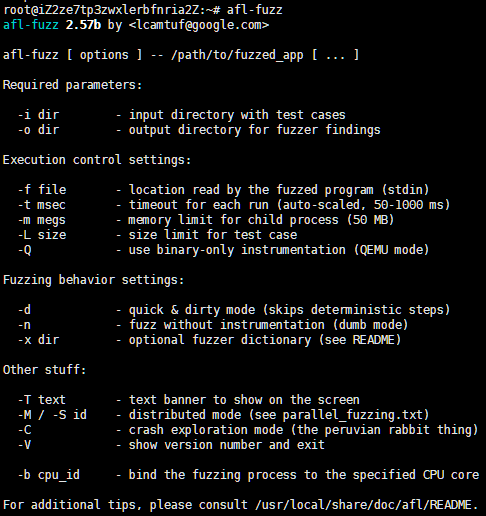 root@iZ2ze7tp3zwxlerbfnria2Z:~# afl-fuzz
afl-fuzz 2.57b by <lcamtuf@google.com>
afl-fuzz [ options ] -- /path/to/fuzzed_app [ ... ]
Required parameters:
-i dir - input directory with test cases
-o dir - output directory for fuzzer findings
Execution control settings:
-f file - location read by the fuzzed program (stdin)
-t msec - timeout for each run (auto-scaled, 50-1000 ms)
-m megs - memory limit for child process (50 MB)
-L size - size limit for test case
-Q - use binary-only instrumentation (QEMU mode)
Fuzzing behavior settings:
-d - quick & dirty mode (skips deterministic steps)
-n - fuzz without instrumentation (dumb mode)
-x dir - optional fuzzer dictionary (see README)
Other stuff:
-T text - text banner to show on the screen
-M / -S id - distributed mode (see parallel_fuzzing.txt)
-C - crash exploration mode (the peruvian rabbit thing)
-V - show version number and exit
-b cpu_id - bind the fuzzing process to the specified CPU core
For additional tips, please consult /usr/local/share/doc/afl/README.